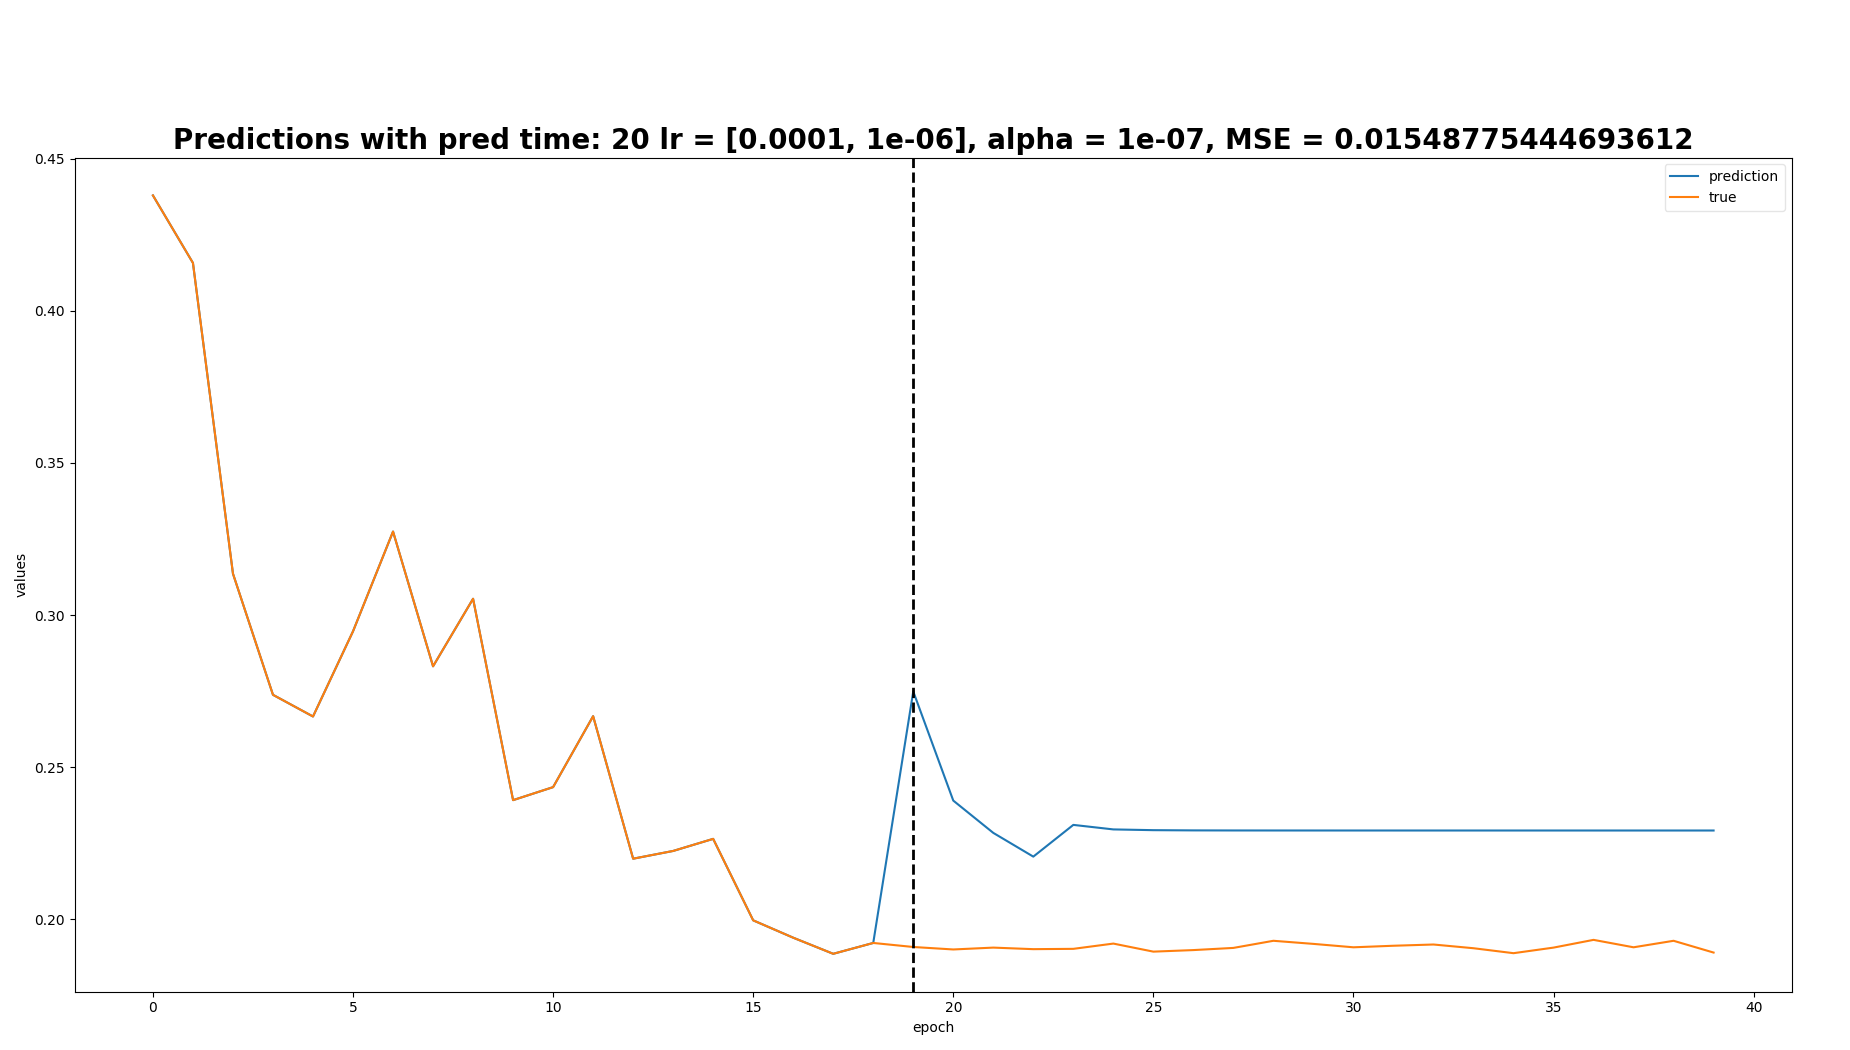 Predictions with pred time: 20 lr = [0.0001, 1e-06], alpha = 1e-07, MSE = 0.01548775444693612
prediction
true
0.45
0.40
0.35
0.30
0.25
0.20
values
0 5 10 15 20 25 30 35 40
epoch